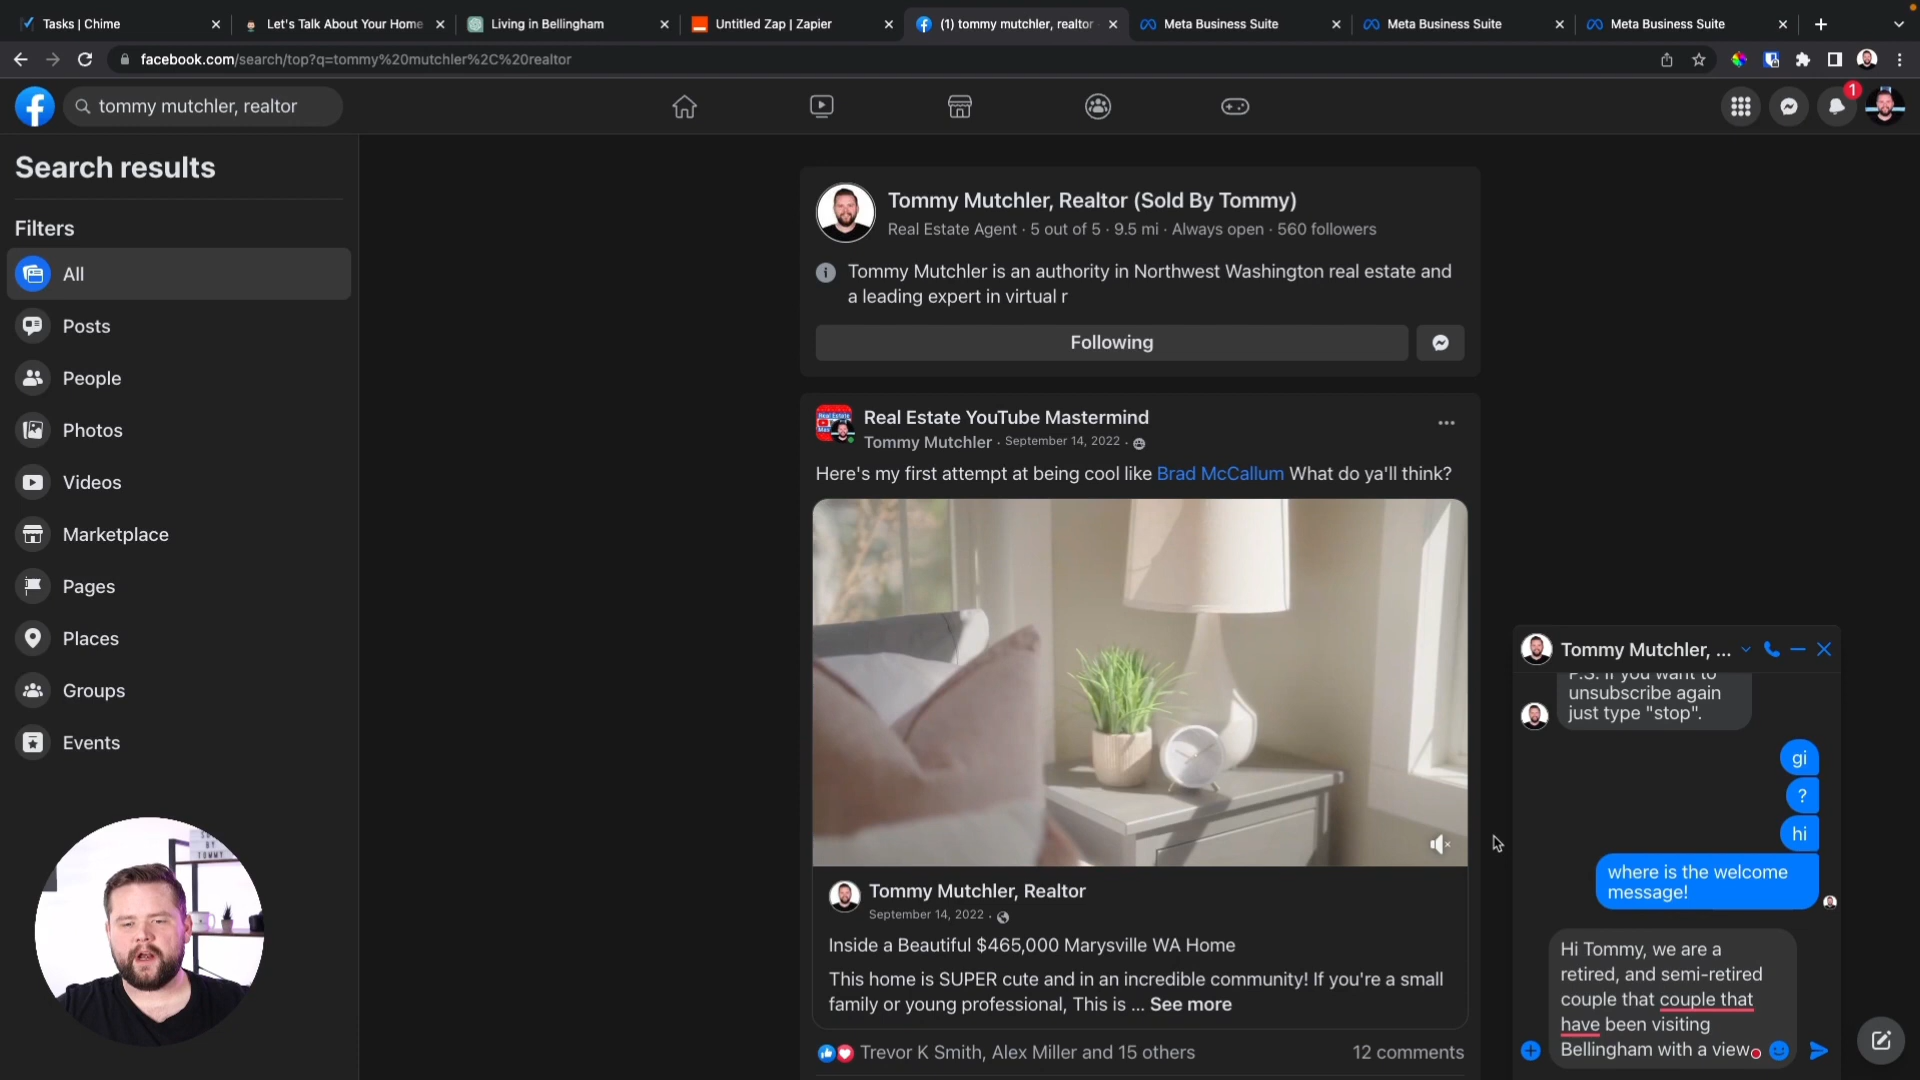 Tasks | Chime
Let's Talk About Your Home
Living in Bellingham
Untitled Zap | Zapier
(1) tommy mutchler, realtor
Meta Business Suite
Meta Business Suite
Meta Business Suite
facebook.com/search/top?q=tommy%20mutchler%2C%20realtor
tommy mutchler, realtor
1
Search results
Filters
All
Posts
People
Photos
Videos
Marketplace
Pages
Places
Groups
Events
Tommy Mutchler, Realtor (Sold By Tommy)
Real Estate Agent · 5 out of 5 · 9.5 mi · Always open · 560 followers
Tommy Mutchler is an authority in Northwest Washington real estate and
a leading expert in virtual r
Following
Real Estate YouTube Mastermind
Tommy Mutchler · September 14, 2022 ·
Here's my first attempt at being cool like Brad McCallum What do ya'll think?
Tommy Mutchler, Realtor
September 14, 2022 ·
Inside a Beautiful $465,000 Marysville WA Home
This home is SUPER cute and in an incredible community! If you're a small
family or young professional, This is ... See more
Trevor K Smith, Alex Miller and 15 others
12 comments
Tommy Mutchler, ...
P.S. If you want to
unsubscribe again
just type "stop".
gi
?
hi
where is the welcome
message!
Hi Tommy, we are a
retired, and semi-retired
couple that couple that
have been visiting
Bellingham with a view
BY
TOMMY